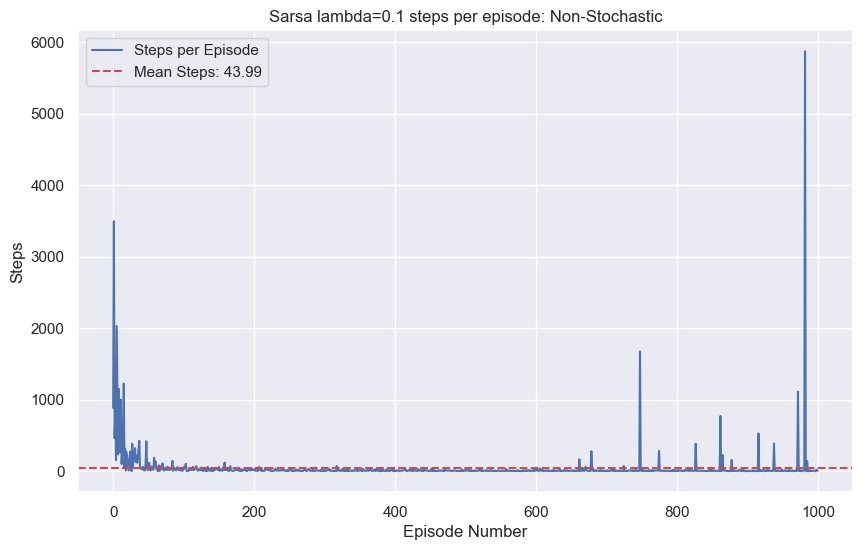 Sarsa lambda=0.1 steps per episode: Non-Stochastic
Steps per Episode
Mean Steps: 43.99
Steps
6000
5000
4000
3000
2000
1000
0
0 200 400 600 800 1000
Episode Number